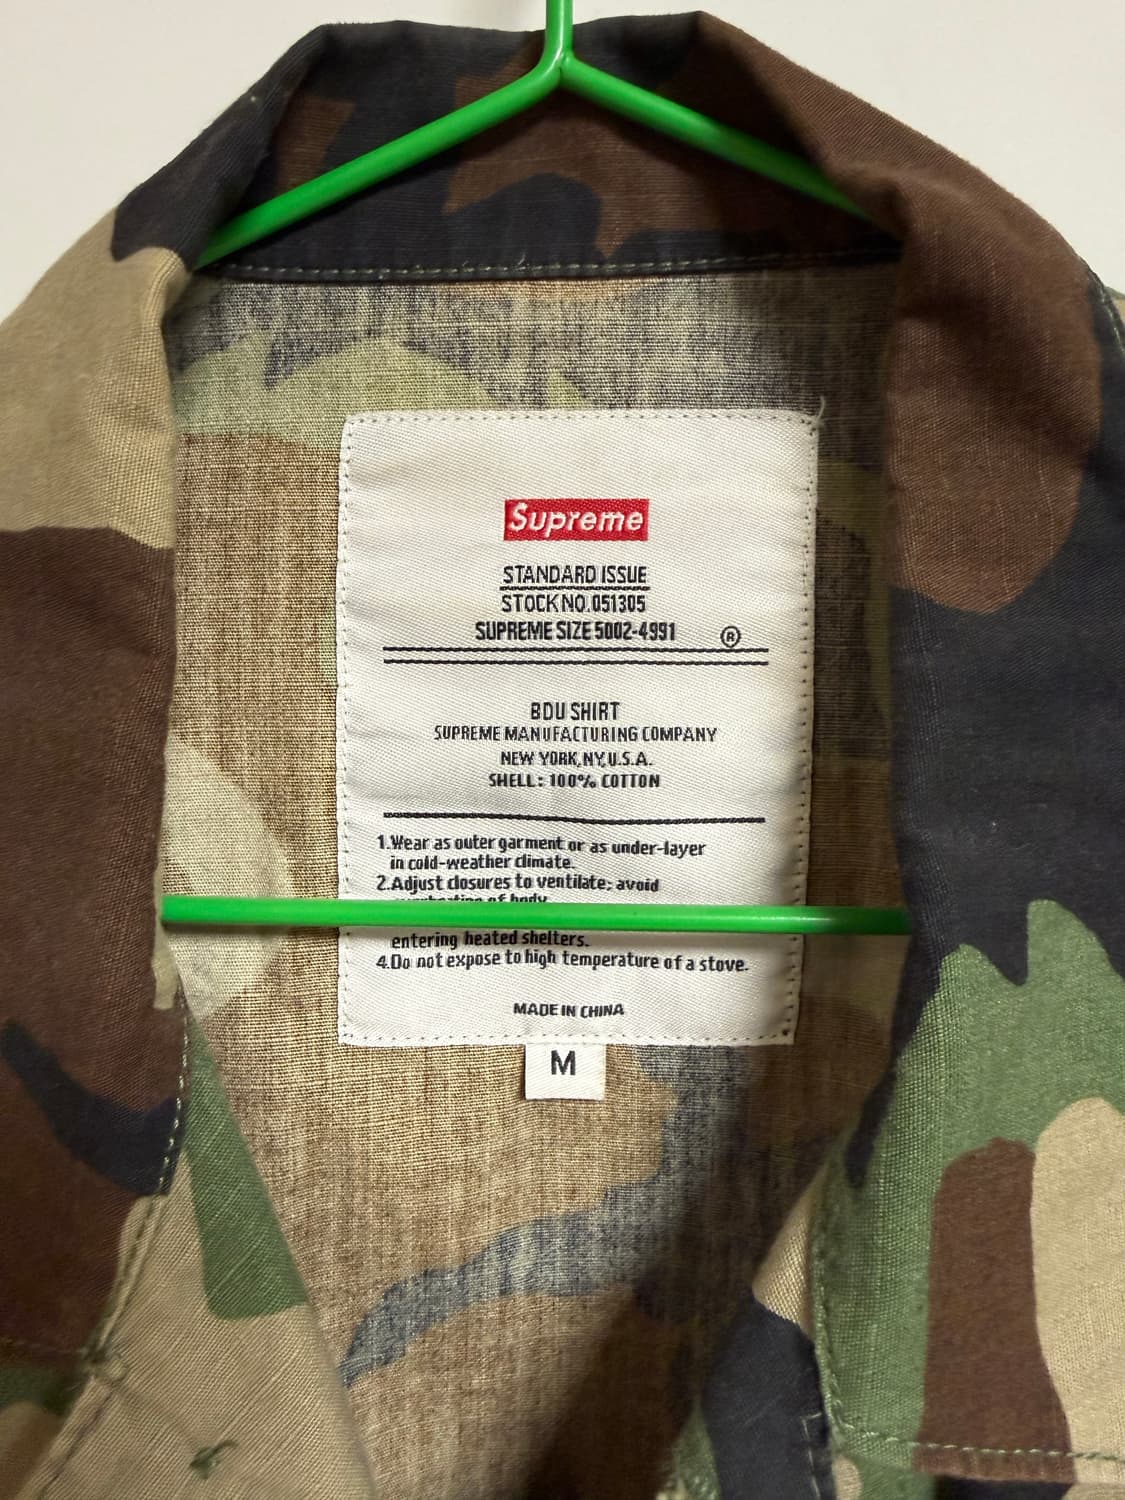 Supreme
STANDARD ISSUE
STOCK NO.051305
SUPREME SIZE 5002-4991 ®
BDU SHIRT
SUPREME MANUFACTURING COMPANY
NEW YORK,NY,U.S.A.
SHELL: 100% COTTON
1.Wear as outer garment or as under-layer
in cold-weather climate.
2.Adjust closures to ventilate; avoid
of body
entering heated shelters.
4.Do not expose to high temperature of a stove.
MADE IN CHINA
M